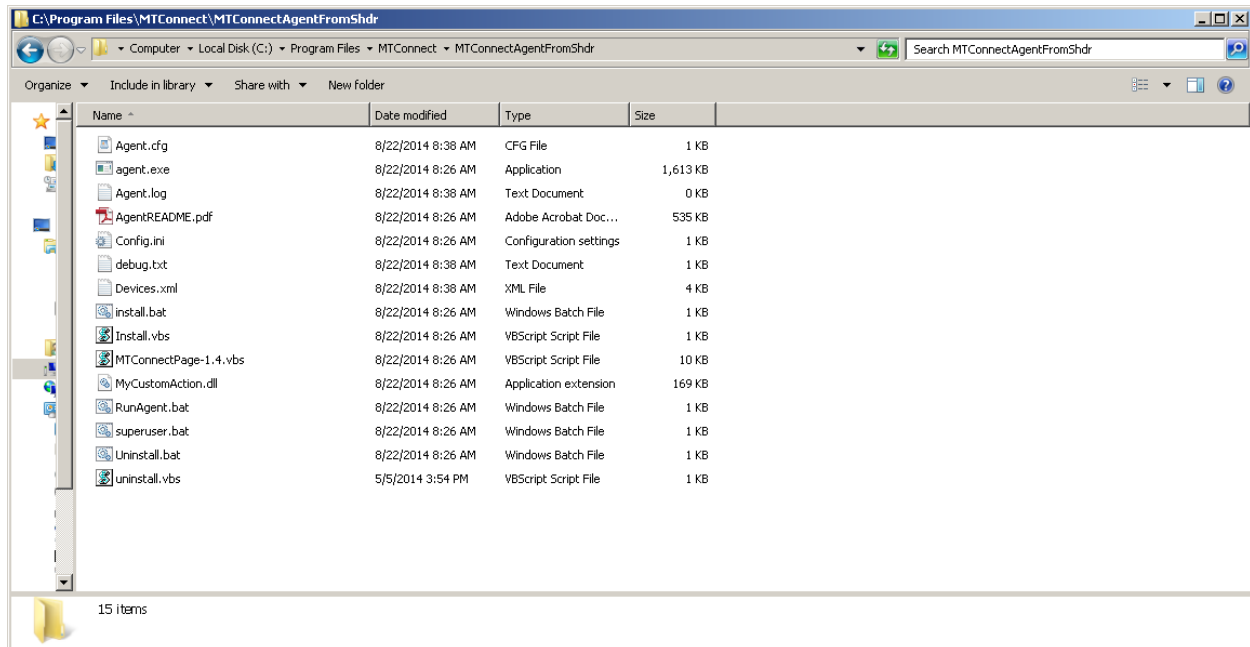 C:\Program Files\MTConnect\MTConnectAgentFromShdr
Computer Local Disk (C:) Program Files MTConnect MTConnectAgentFromShdr Search MTConnectAgentFromShdr
Organize Include in library Share with New folder
Name Date modified Type Size
Agent.cfg 8/22/2014 8:38 AM CFG File 1 KB
agent.exe 8/22/2014 8:26 AM Application 1,613 KB
Agent.log 8/22/2014 8:38 AM Text Document 0 KB
AgentREADME.pdf 8/22/2014 8:26 AM Adobe Acrobat Doc... 535 KB
Config.ini 8/22/2014 8:26 AM Configuration settings 1 KB
debug.txt 8/22/2014 8:38 AM Text Document 1 KB
Devices.xml 8/22/2014 8:38 AM XML File 4 KB
install.bat 8/22/2014 8:26 AM Windows Batch File 1 KB
Install.vbs 8/22/2014 8:26 AM VBScript Script File 1 KB
MTConnectPage-1.4.vbs 8/22/2014 8:26 AM VBScript Script File 10 KB
MyCustomAction.dll 8/22/2014 8:26 AM Application extension 169 KB
RunAgent.bat 8/22/2014 8:26 AM Windows Batch File 1 KB
superuser.bat 8/22/2014 8:26 AM Windows Batch File 1 KB
Uninstall.bat 8/22/2014 8:26 AM Windows Batch File 1 KB
uninstall.vbs 5/5/2014 3:54 PM VBScript Script File 1 KB
15 items